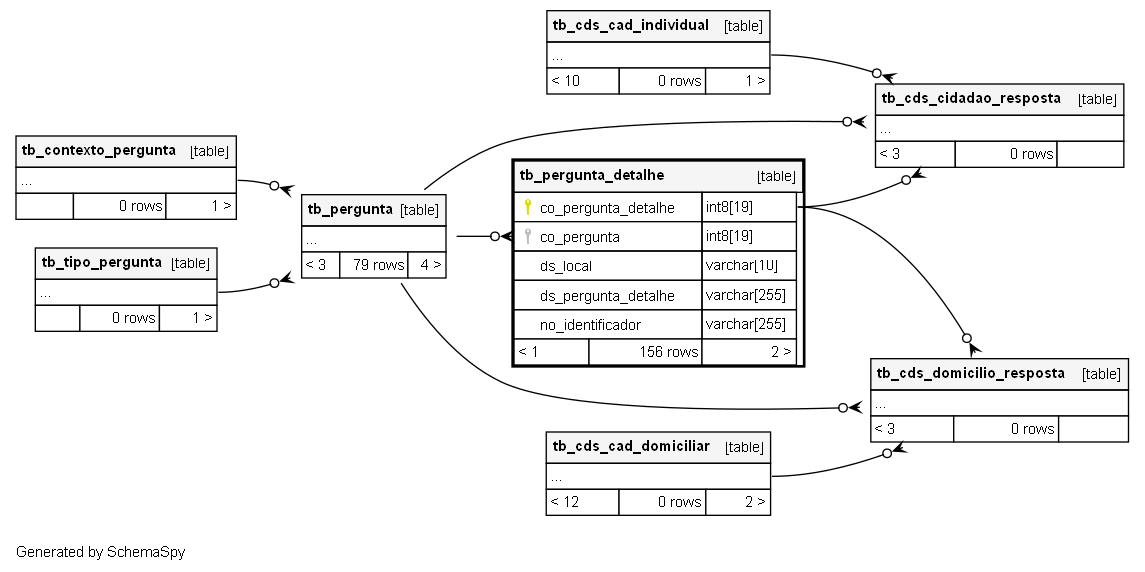 tb_cds_cad_individual [table]
...
< 10 0 rows 1 >
tb_cds_cidadao_resposta [table]
...
< 3 0 rows
tb_contexto_pergunta [table]
...
0 rows 1 >
tb_pergunta_detalhe [table]
co_pergunta_detalhe int8[19]
co_pergunta int8[19]
ds_local varchar[1U]
ds_pergunta_detalhe varchar[255]
no_identificador varchar[255]
< 1 156 rows 2 >
tb_pergunta [table]
...
< 3 79 rows 4 >
tb_tipo_pergunta [table]
...
0 rows 1 >
tb_cds_domicilio_resposta [table]
...
< 3 0 rows
tb_cds_cad_domiciliar [table]
...
< 12 0 rows 2 >
Generated by SchemaSpy